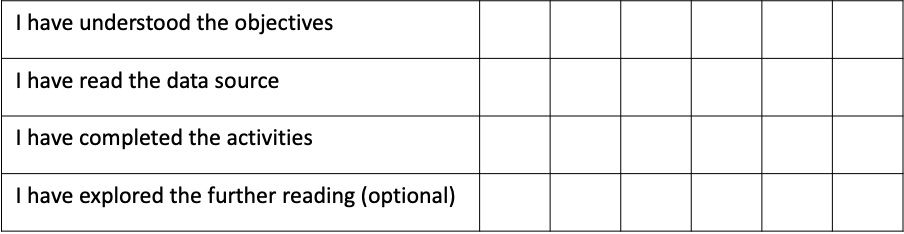 I have understood the objectives
I have read the data source
I have completed the activities
I have explored the further reading (optional)